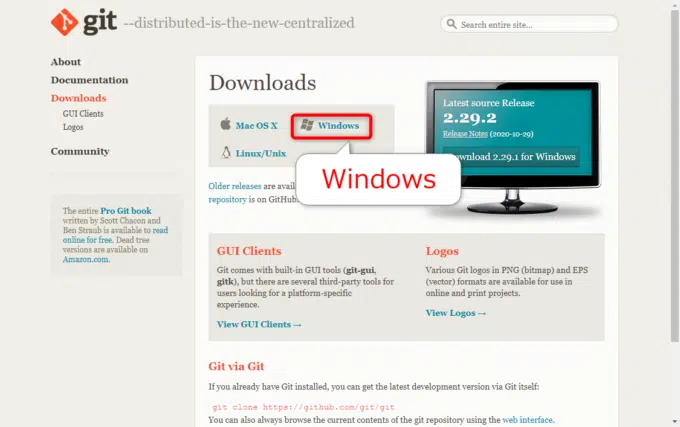 git --distributed-is-the-new-centralized
Search entire site...
About
Documentation
Downloads
GUI Clients
Logos
Community
The entire Pro Git book
written by Scott Chacon and
Ben Straub is available to read
online for free. Dead tree
versions are available on
Amazon.com.
Downloads
Mac OS X
Windows
Linux/Unix
Windows
Older releases are avai
repository is on GitHub
Latest source Release
2.29.2
Release Notes (2020-10-29)
Download 2.29.1 for Windows
GUI Clients
Git comes with built-in GUI tools (git-gui,
gitk), but there are several third-party tools for
users looking for a platform-specific
experience.
View GUI Clients →
Logos
Various Git logos in PNG (bitmap) and EPS
(vector) formats are available for use in
online and print projects.
View Logos →
Git via Git
If you already have Git installed, you can get the latest development version via Git itself:
git clone https://github.com/git/git
You can also always browse the current contents of the git repository using the web interface.